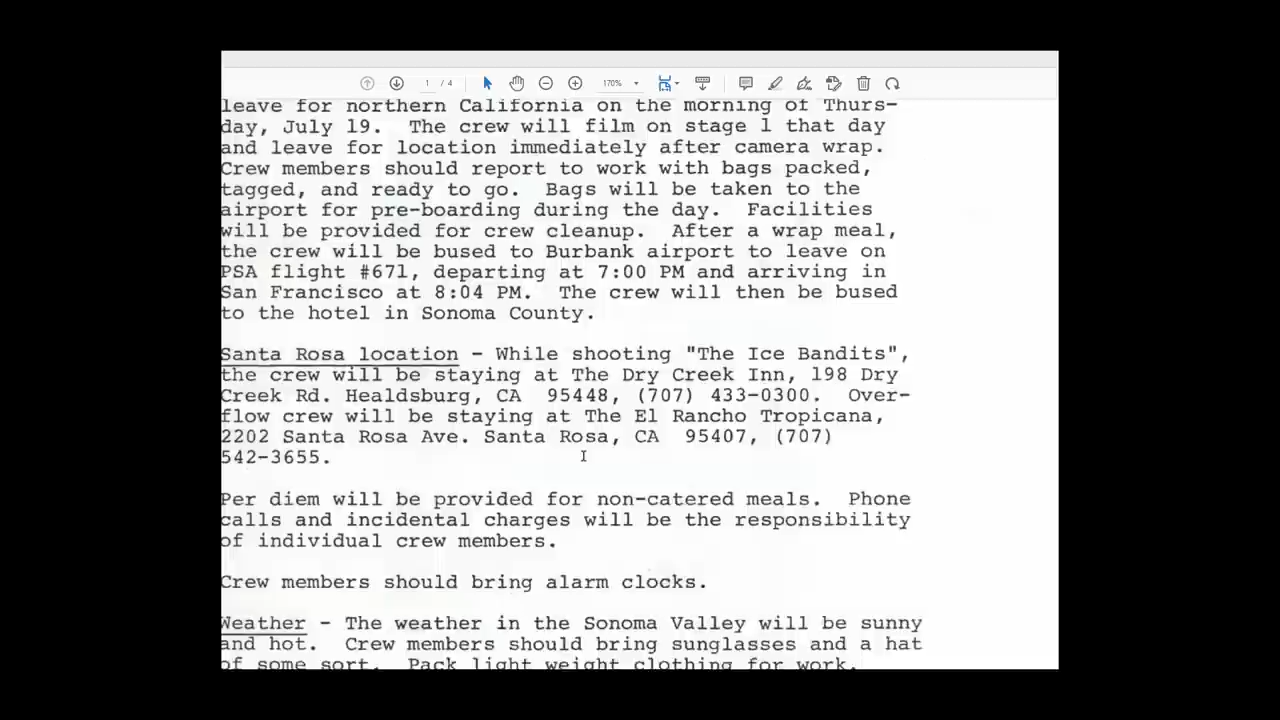 1 / 4
170%
leave for northern California on the morning of Thurs-
day, July 19.  The crew will film on stage 1 that day
and leave for location immediately after camera wrap.
Crew members should report to work with bags packed,
tagged, and ready to go.  Bags will be taken to the
airport for pre-boarding during the day.  Facilities
will be provided for crew cleanup.  After a wrap meal,
the crew will be bused to Burbank airport to leave on
PSA flight #671, departing at 7:00 PM and arriving in
San Francisco at 8:04 PM.  The crew will then be bused
to the hotel in Sonoma County.
Santa Rosa location - While shooting "The Ice Bandits",
the crew will be staying at The Dry Creek Inn, 198 Dry
Creek Rd. Healdsburg, CA  95448, (707) 433-0300.  Over-
flow crew will be staying at The El Rancho Tropicana,
2202 Santa Rosa Ave. Santa Rosa, CA  95407, (707)
542-3655.
Per diem will be provided for non-catered meals.  Phone
calls and incidental charges will be the responsibility
of individual crew members.
Crew members should bring alarm clocks.
Weather - The weather in the Sonoma Valley will be sunny
and hot.  Crew members should bring sunglasses and a hat
of some sort.  Pack light weight clothing for work.